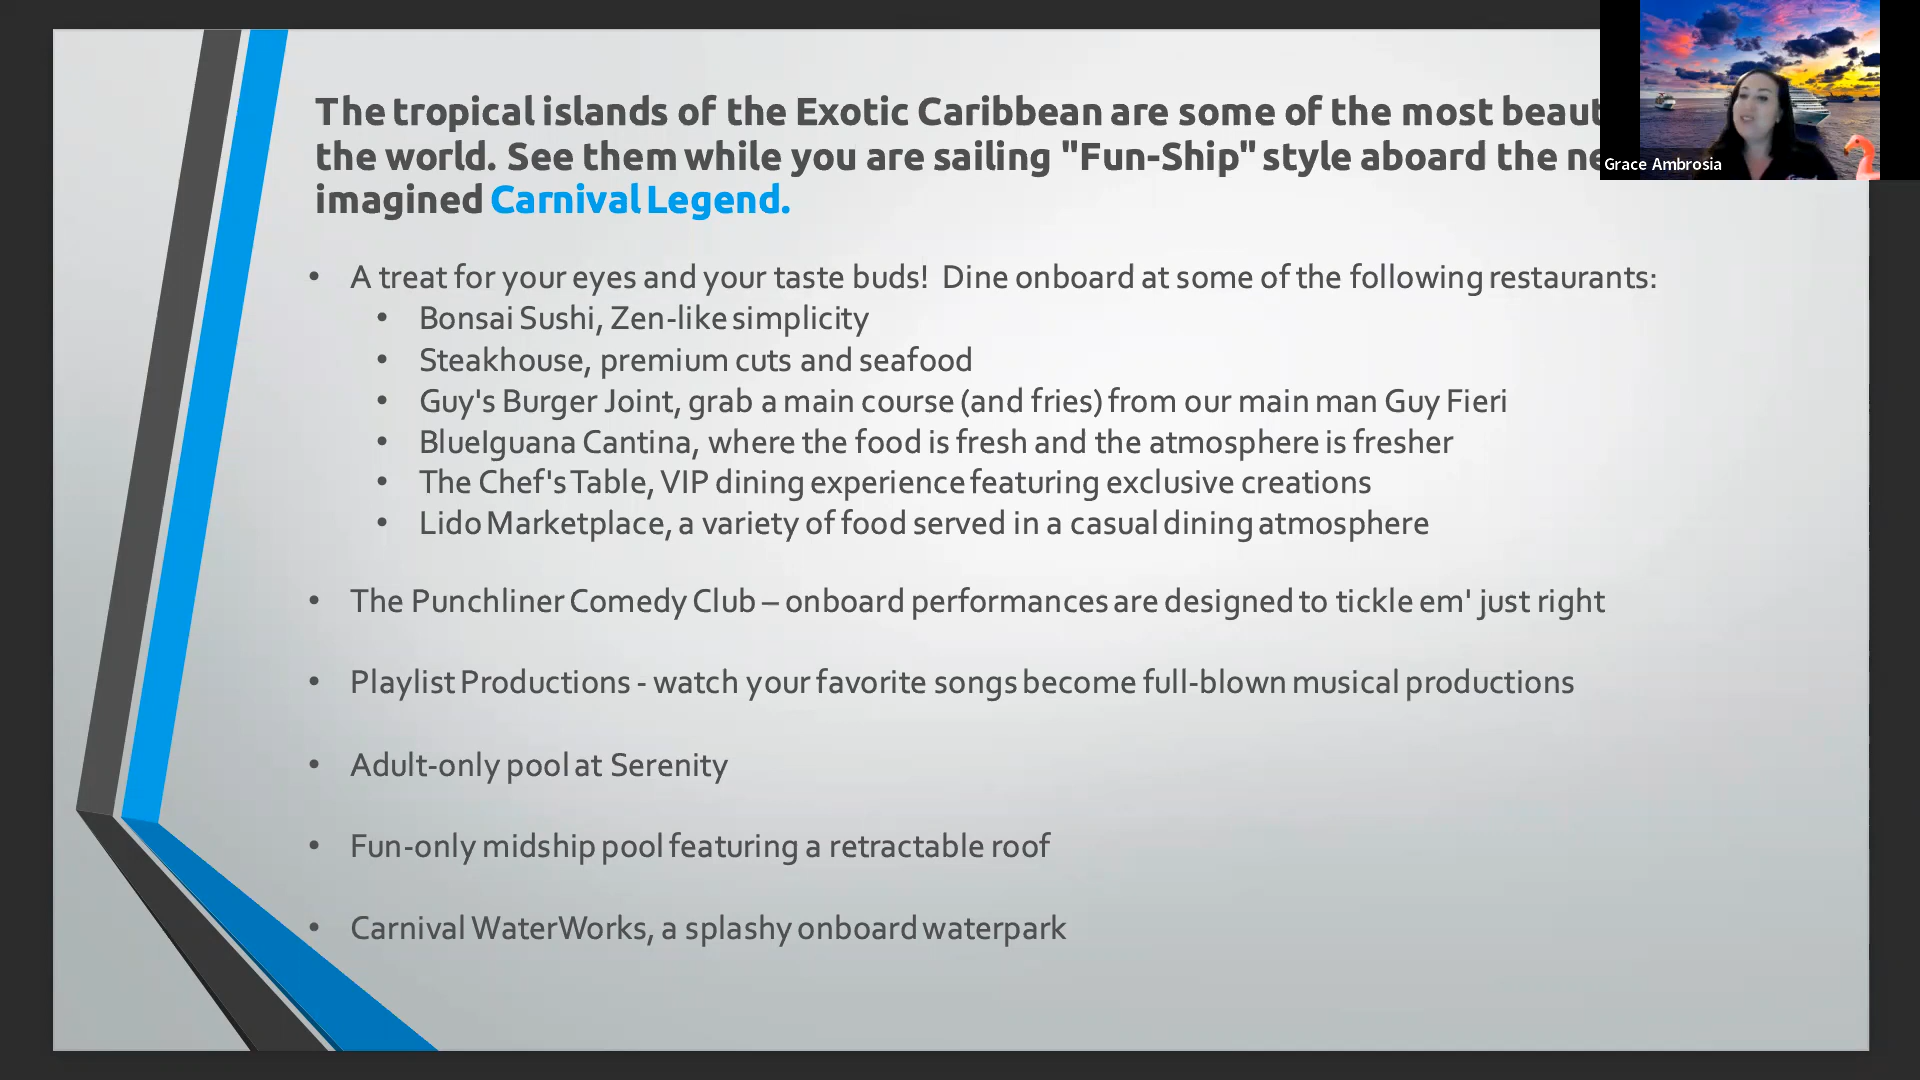 The tropical islands of the Exotic Caribbean are some of the most
the world. See them while you are sailing "Fun-Ship" style aboard the
imagined Carnival Legend.
Grace Ambrosia
• A treat for your eyes and your taste buds! Dine onboard at some of the following restaurants:
• Bonsai Sushi, Zen-like simplicity
• Steakhouse, premium cuts and seafood
• Guy's Burger Joint, grab a main course (and fries) from our main man Guy Fieri
• BlueIguana Cantina, where the food is fresh and the atmosphere is fresher
• The Chef's Table, VIP dining experience featuring exclusive creations
• Lido Marketplace, a variety of food served in a casual dining atmosphere
• The Punchliner Comedy Club – onboard performances are designed to tickle em' just right
• Playlist Productions - watch your favorite songs become full-blown musical productions
• Adult-only pool at Serenity
• Fun-only midship pool featuring a retractable roof
• Carnival WaterWorks, a splashy onboard waterpark